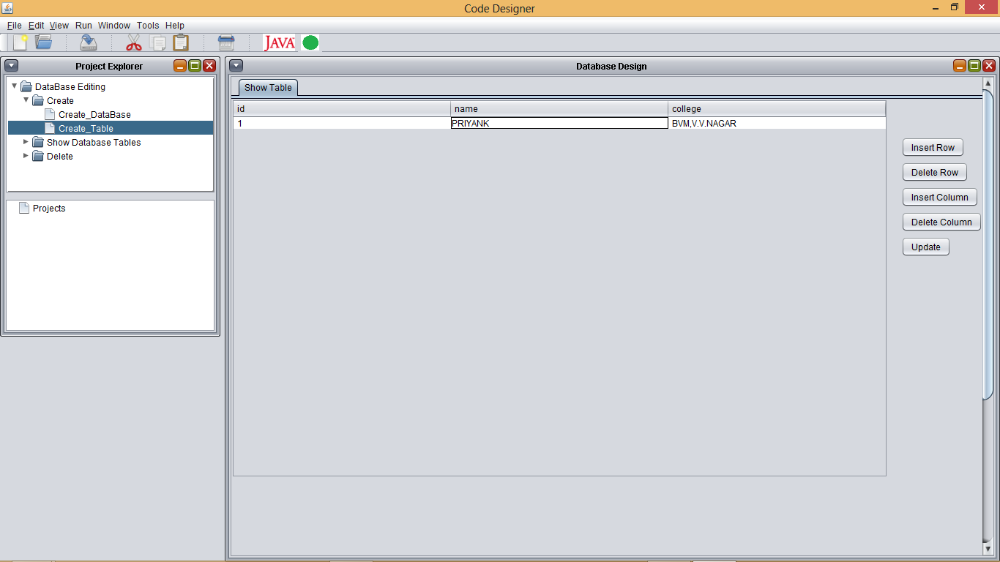 Code Designer
File Edit View Run Window Tools Help
JAVA
Project Explorer
DataBase Editing
Create
Create_DataBase
Create_Table
Show Database Tables
Delete
Projects
Database Design
Show Table
id name college
1 PRIYANK BVM,V.V.NAGAR
Insert Row
Delete Row
Insert Column
Delete Column
Update